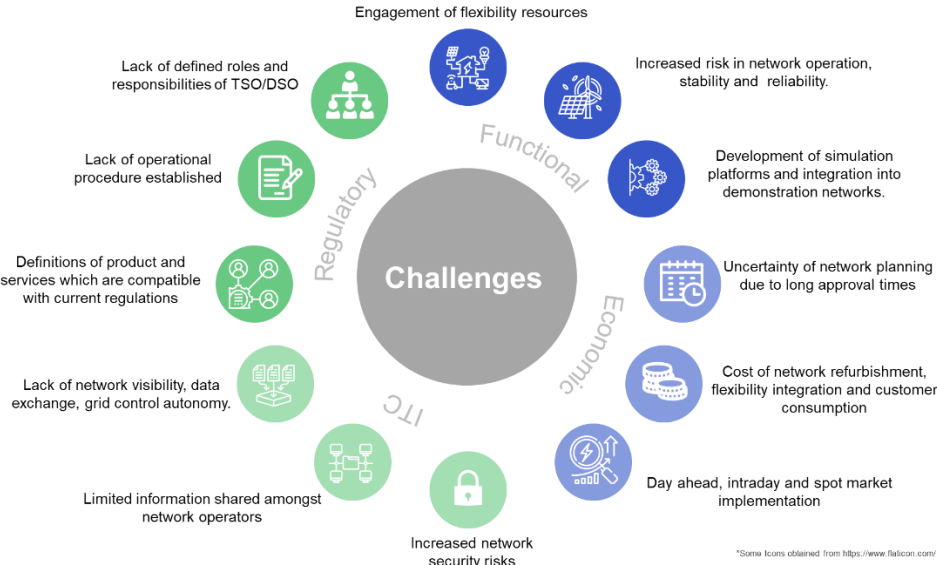 Engagement of flexibility resources
Increased risk in network operation,
stability and reliability.
Development of simulation
platforms and integration into
demonstration networks.
Uncertainty of network planning
due to long approval times
Cost of network refurbishment,
flexibility integration and customer
consumption
Day ahead, intraday and spot market
implementation
Increased network
security risks
Limited information shared amongst
network operators
Lack of network visibility, data
exchange, grid control autonomy.
Definitions of product and
services which are compatible
with current regulations
Lack of operational
procedure established
Lack of defined roles and
responsibilities of TSO/DSO
Functional
Economic
ITC
Regulatory
Challenges
*Some Icons obtained from https://www.flaticon.com/